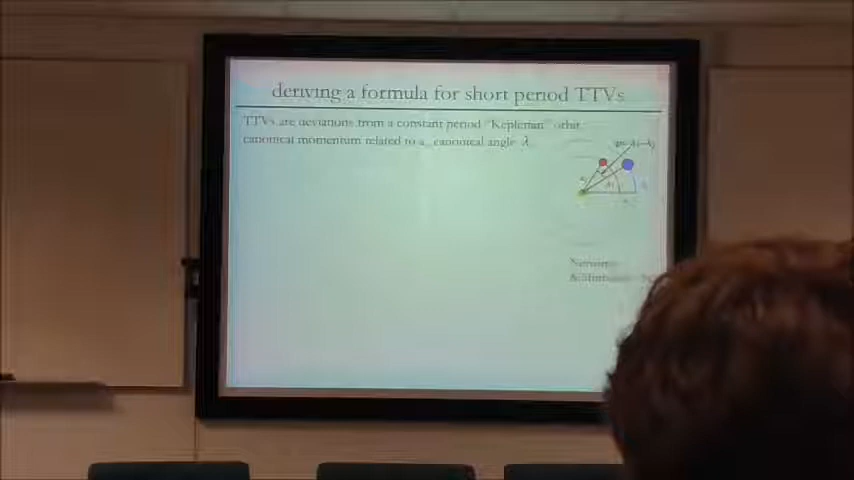 deriving a formula for short period TTVs
TTVs are deviations from a constant period "Keplerian" orbit
canonical momentum related to a, canonical angle λ